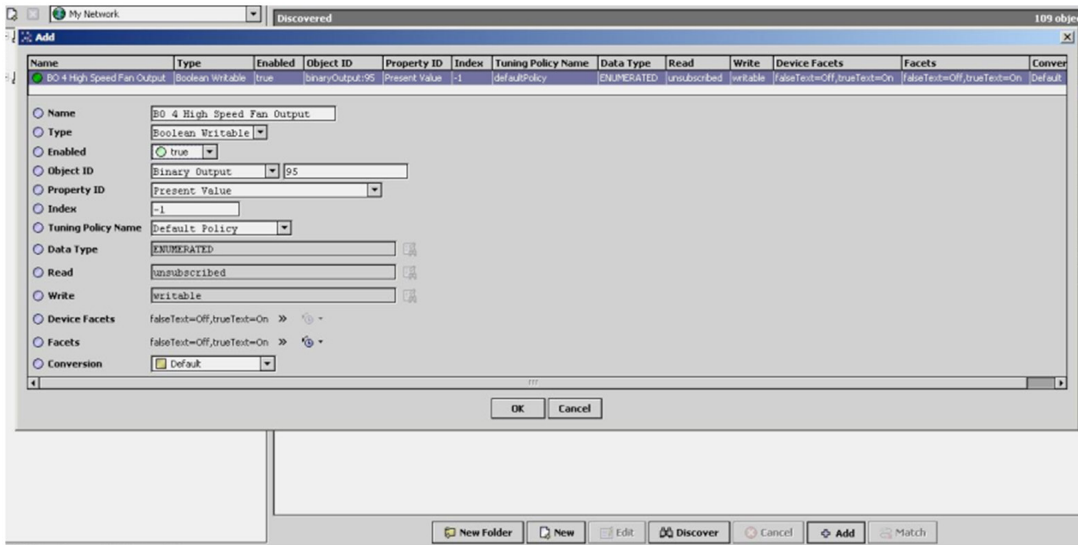 My Network
Discovered 109 obje
Add
Name Type Enabled Object ID Property ID Index Tuning Policy Name Data Type Read Write Device Facets Facets Conver
BO 4 High Speed Fan Output Boolean Writable true binaryOutput:95 Present Value -1 defaultPolicy ENUMERATED unsubscribed writable falseText=Off,trueText=On falseText=Off,trueText=On Default
Name BO 4 High Speed Fan Output
Type Boolean Writable
Enabled true
Object ID Binary Output 95
Property ID Present Value
Index -1
Tuning Policy Name Default Policy
Data Type ENUMERATED
Read unsubscribed
Write writable
Device Facets falseText=Off,trueText=On »
Facets falseText=Off,trueText=On »
Conversion Default
OK Cancel
New Folder New Edit Discover Cancel Add Match